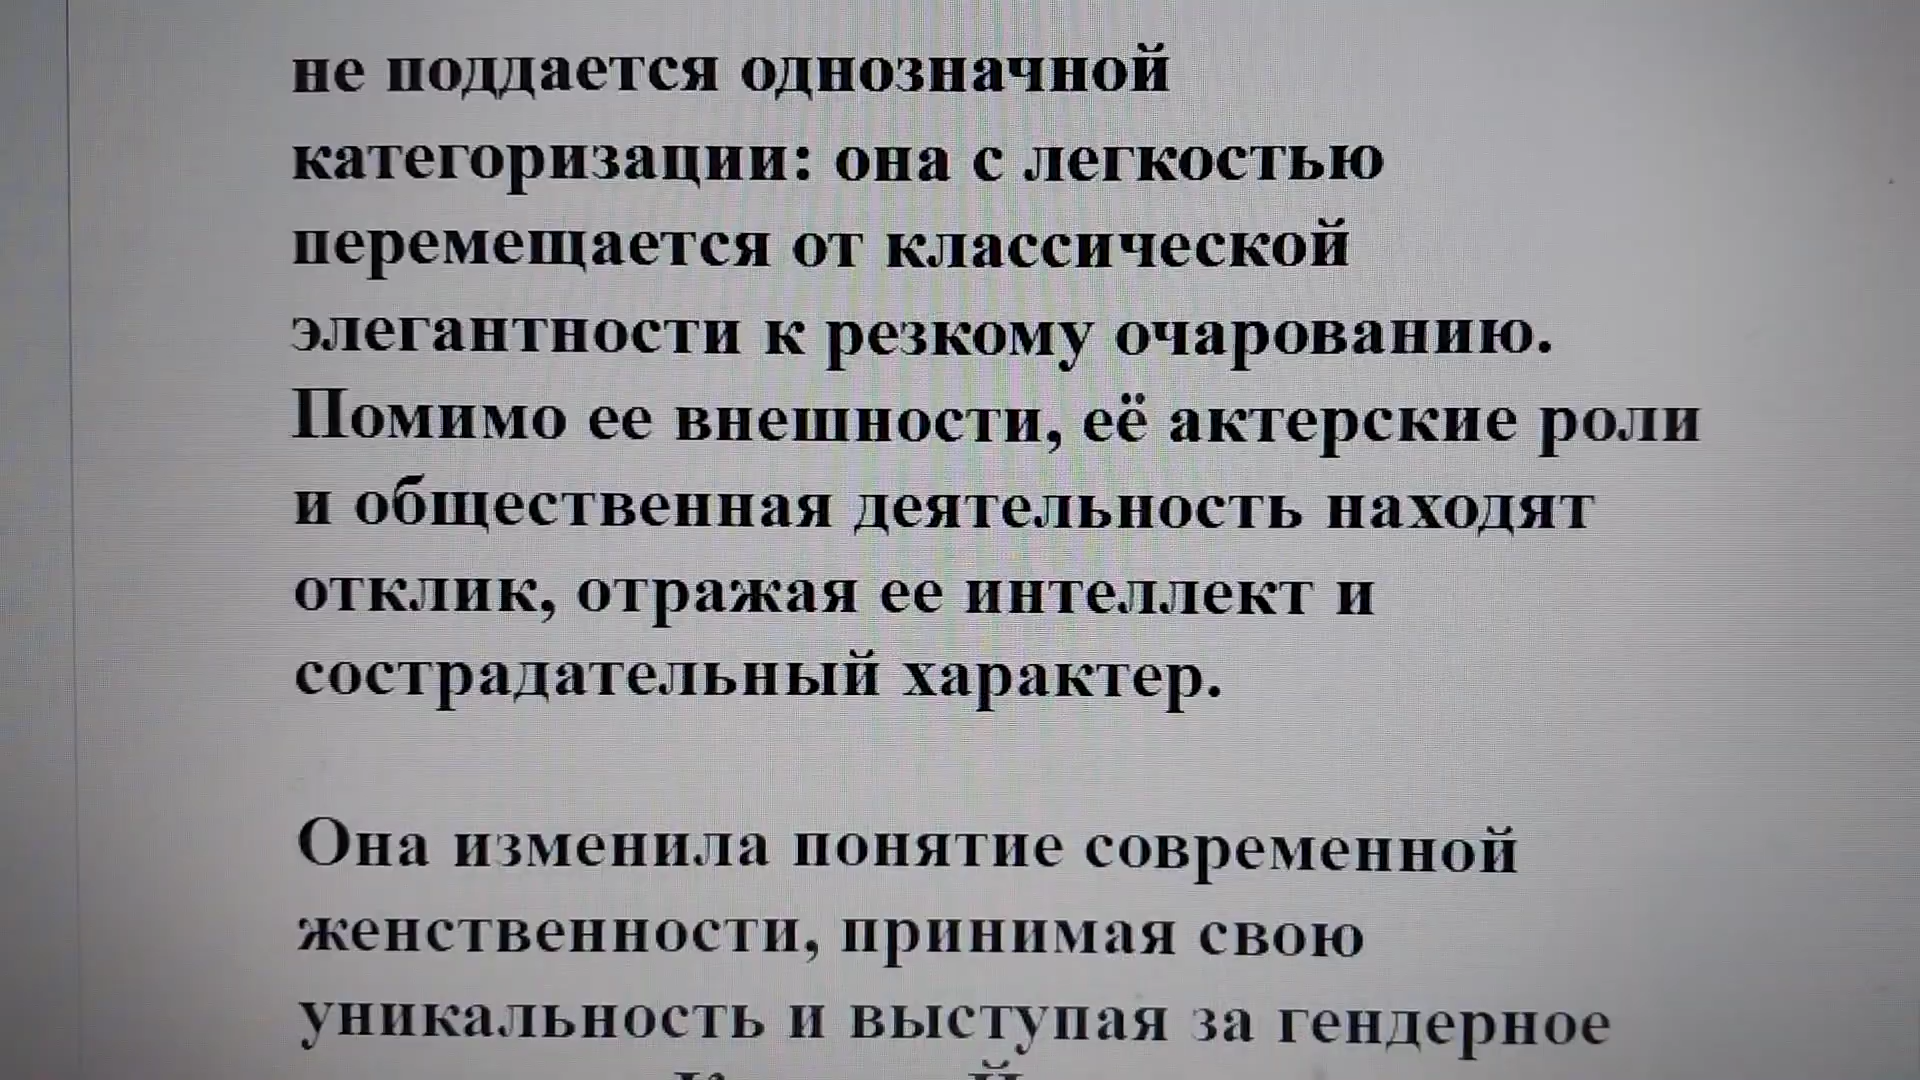 не поддается однозначной
категоризации: она с легкостью
перемещается от классической
элегантности к резкому очарованию.
Помимо ее внешности, её актерские роли
и общественная деятельность находят
отклик, отражая ее интеллект и
сострадательный характер.
Она изменила понятие современной
женственности, принимая свою
уникальность и выступая за гендерное